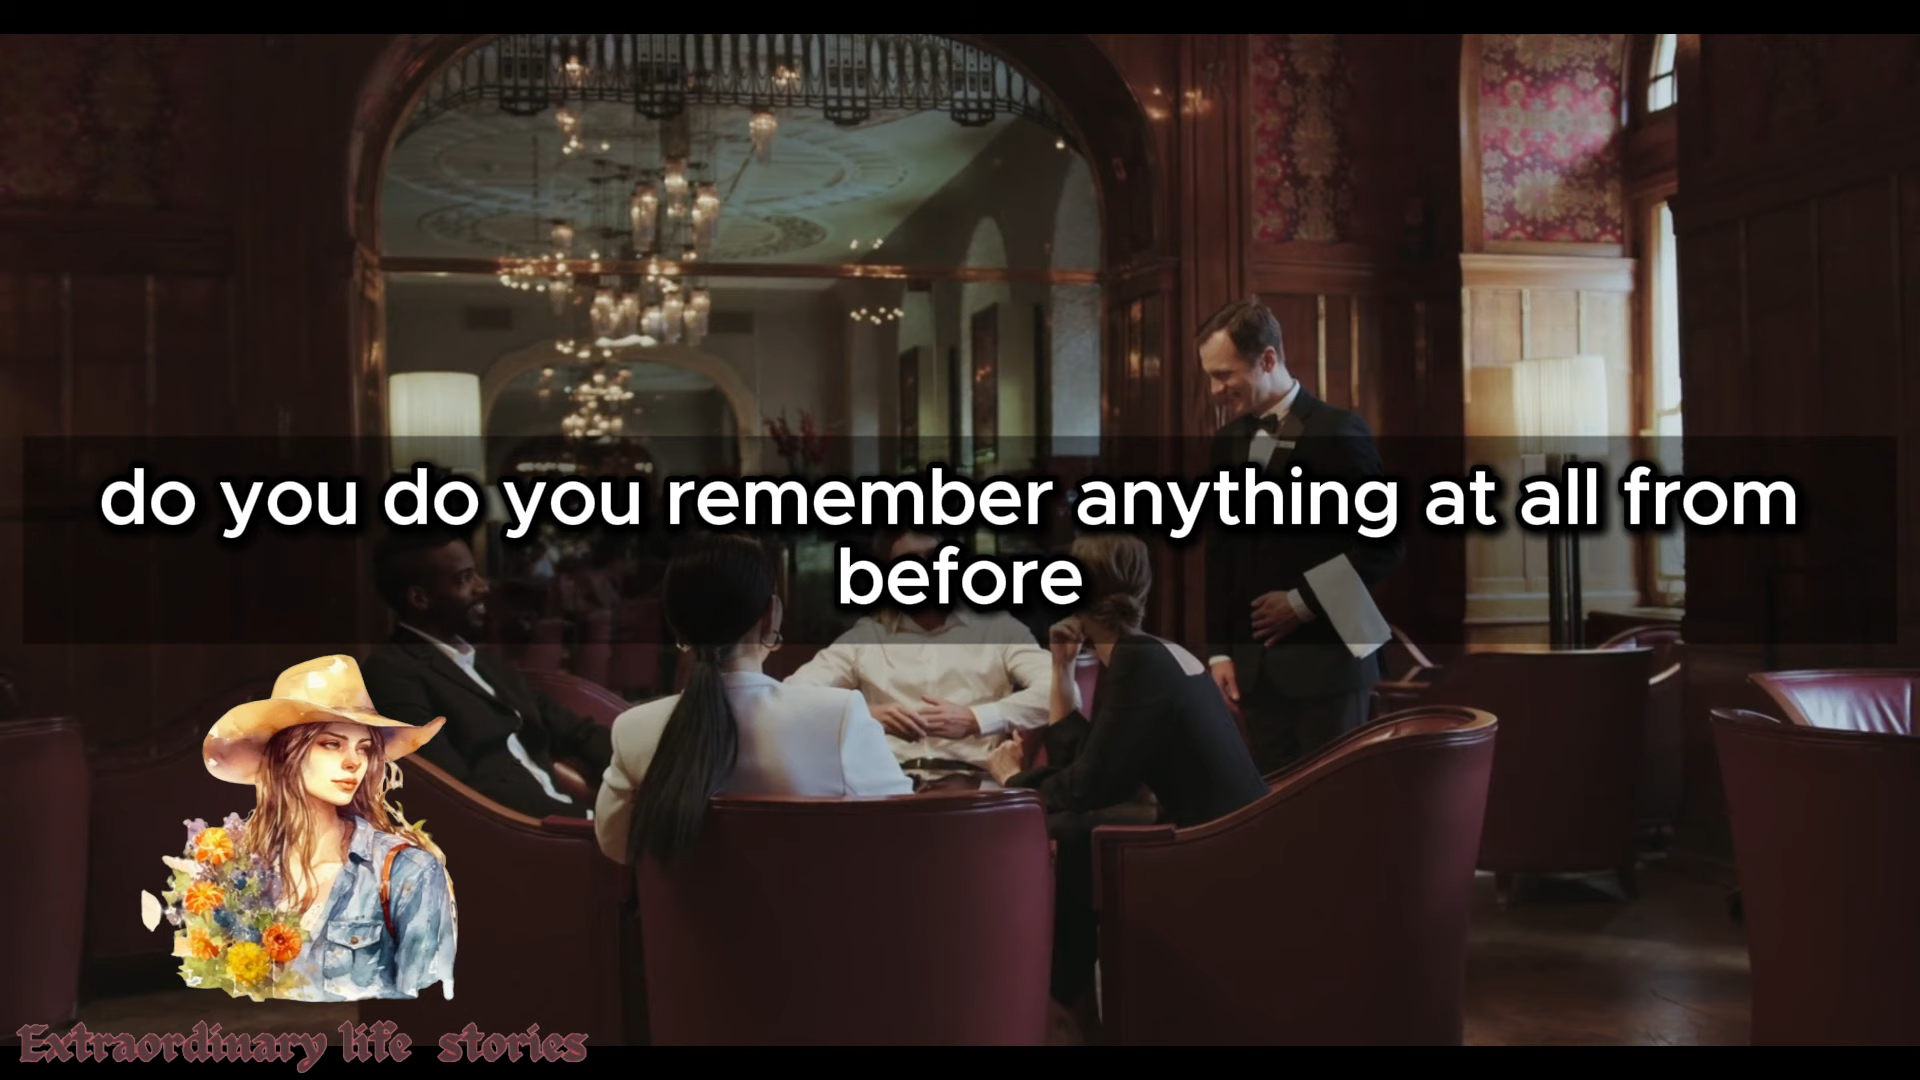 do you do you remember anything at all from
before
Extraordinary life stories